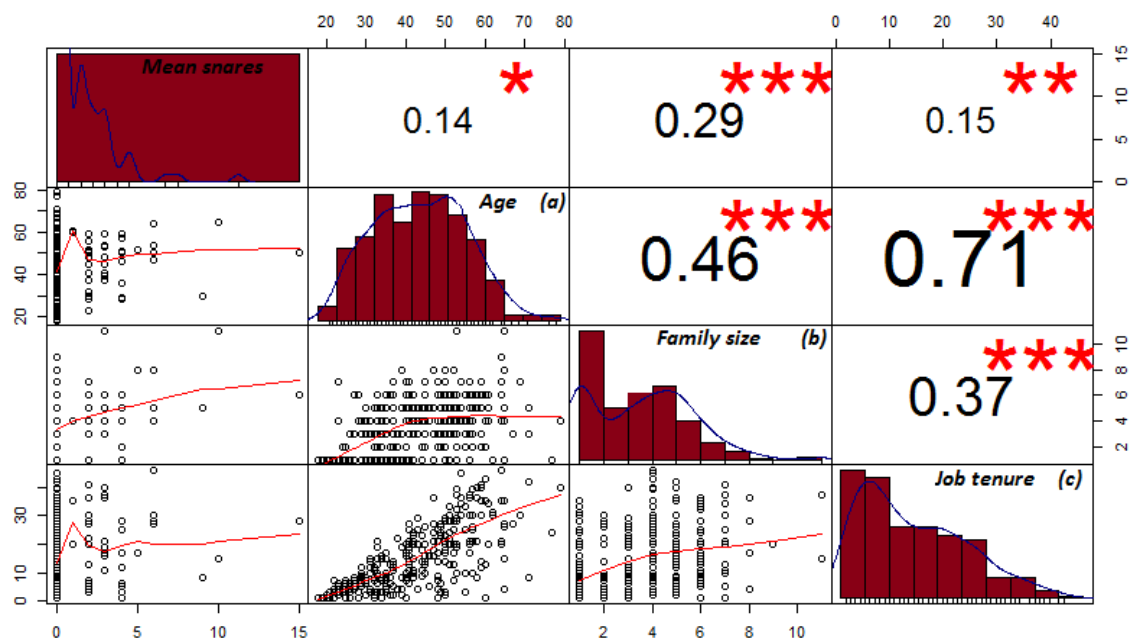 20 30 40 50 60 70 80 0 10 20 30 40
Mean snares
* *** **
0.14 0.29 0.15
0 5 10 15
20 40 60 80
Age (a)
*** ***
0.46 0.71
Family size (b)
***
0.37
2 4 6 8 10
0 10 30
Job tenure (c)
0 5 10 15 2 4 6 8 10